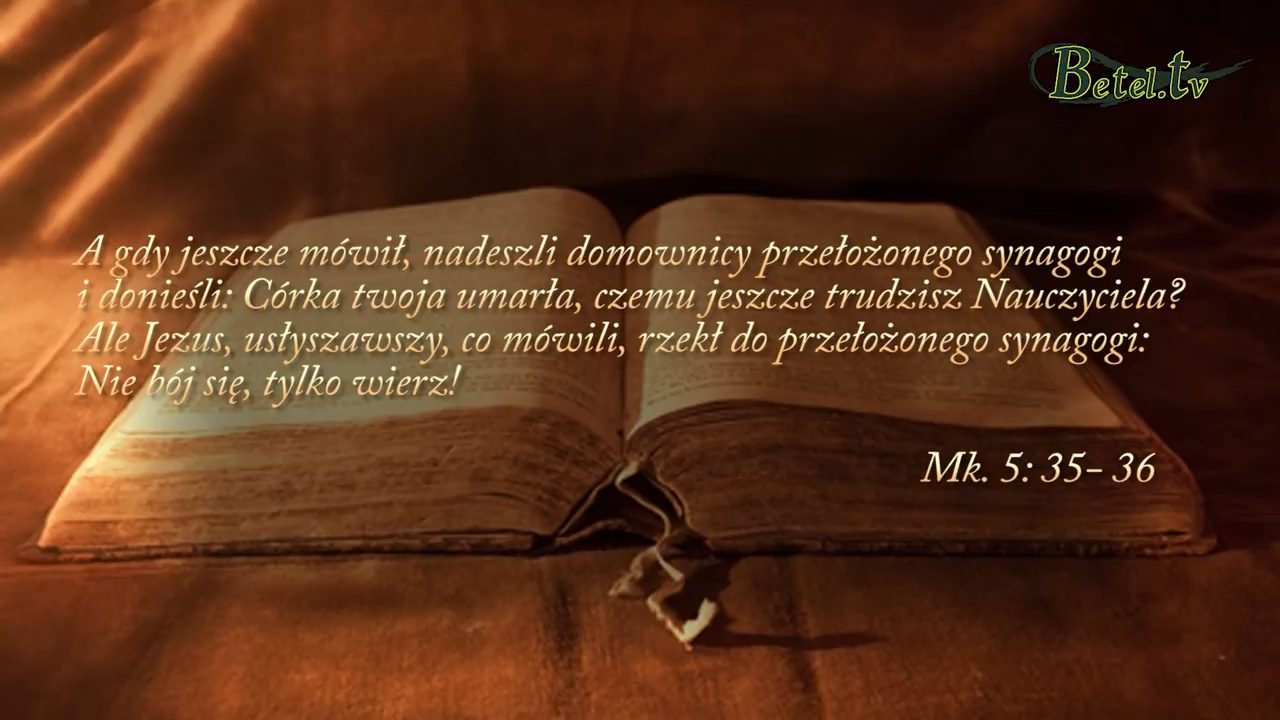 Betel.tv
A gdy jeszcze mówił, nadeszli domownicy przełożonego synagogi
i donieśli: Córka twoja umarła, czemu jeszcze trudzisz Nauczyciela?
Ale Jezus, usłyszawszy, co mówili, rzekł do przełożonego synagogi:
Nie bój się, tylko wierz!
Mk. 5: 35– 36